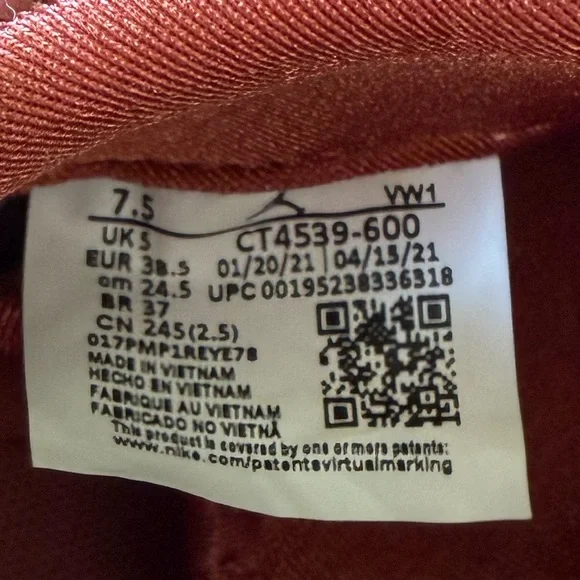 7.5 VW1
UK 5 CT4539-600
EUR 38.5 01/20/21 | 04/15/21
cm 24.5 UPC 00195238336318
BR 37
CN 245(2.5)
MADE IN VIETNAM
HECHO EN VIETNAM
FABRIQUE AU VIETNAM
FABRICADO NO VIETNÃ
This product is covered by one or more patents:
www.nike.com/patentsvirtualmarking